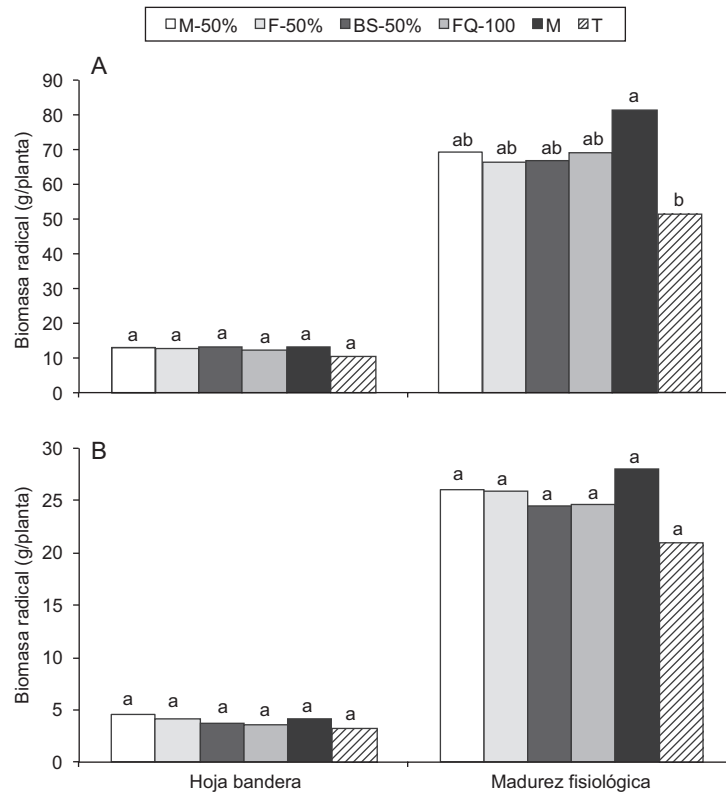 M-50% F-50% BS-50% FQ-100 M T
A
Biomasa radical (g/planta)
90
80
70
60
50
40
30
20
10
0
a a a a a a
ab ab ab ab a b
B
Biomasa radical (g/planta)
30
25
20
15
10
5
0
a a a a a a
a a a a a a
Hoja bandera Madurez fisiológica